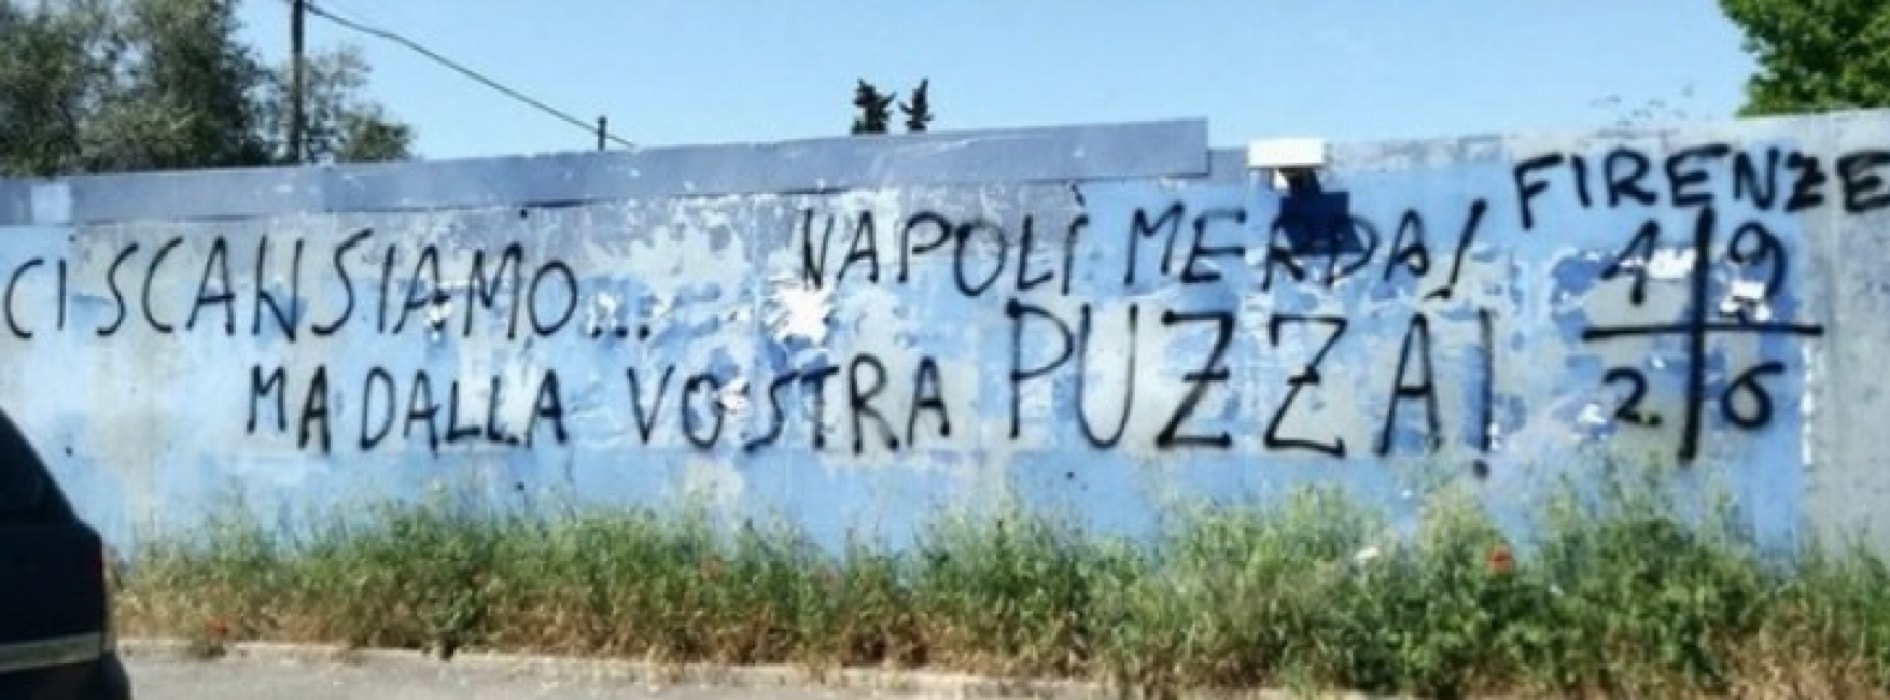 CI SCANSIAMO...
MA DALLA VOSTRA PUZZA!
NAPOLI MERDA!
FIRENZE
19
26